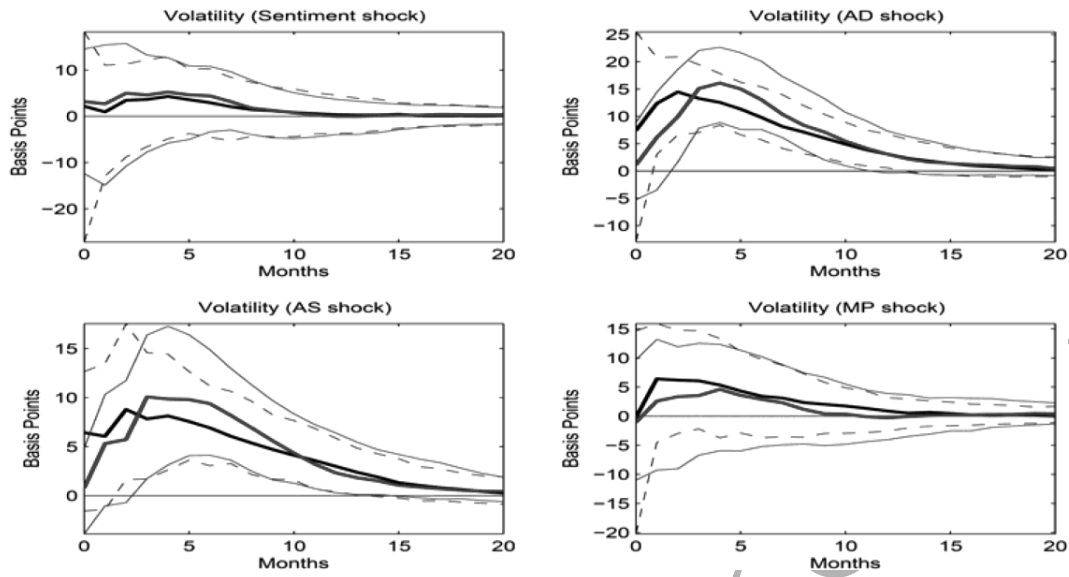 Volatility (Sentiment shock)
Basis Points
10
0
−10
−20
0 5 10 15 20
Months
Volatility (AD shock)
Basis Points
25
20
15
10
5
0
−5
−10
0 5 10 15 20
Months
Volatility (AS shock)
Basis Points
15
10
5
0
0 5 10 15 20
Months
Volatility (MP shock)
Basis Points
15
10
5
0
−5
−10
−15
−20
0 5 10 15 20
Months